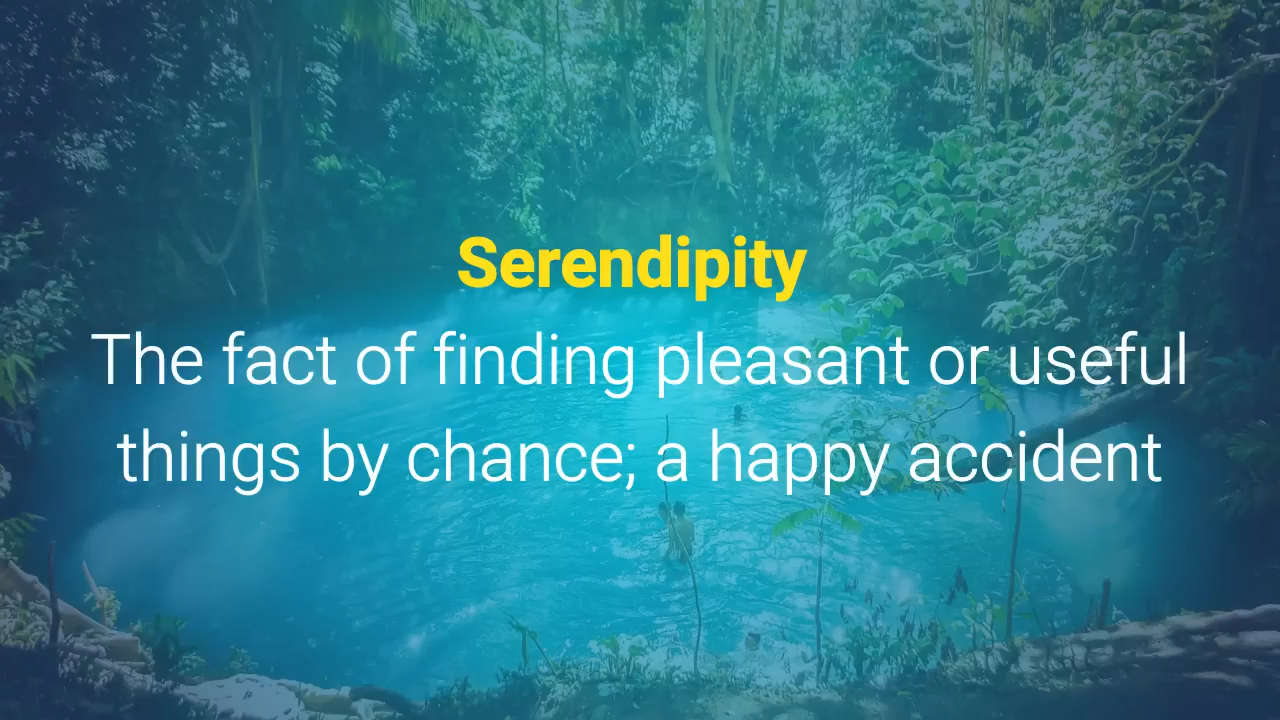 Serendipity
The fact of finding pleasant or useful
things by chance; a happy accident